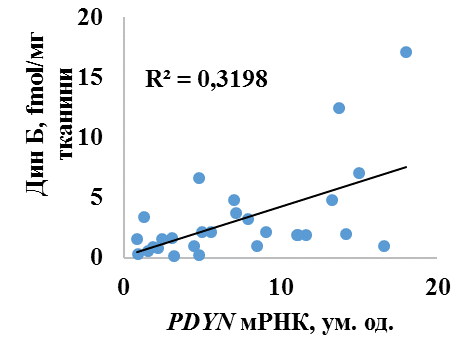 Дин Б, fmol/мг
тканини
20
15
10
5
0
R² = 0,3198
0
10
20
PDYN мРНК, ум. од.